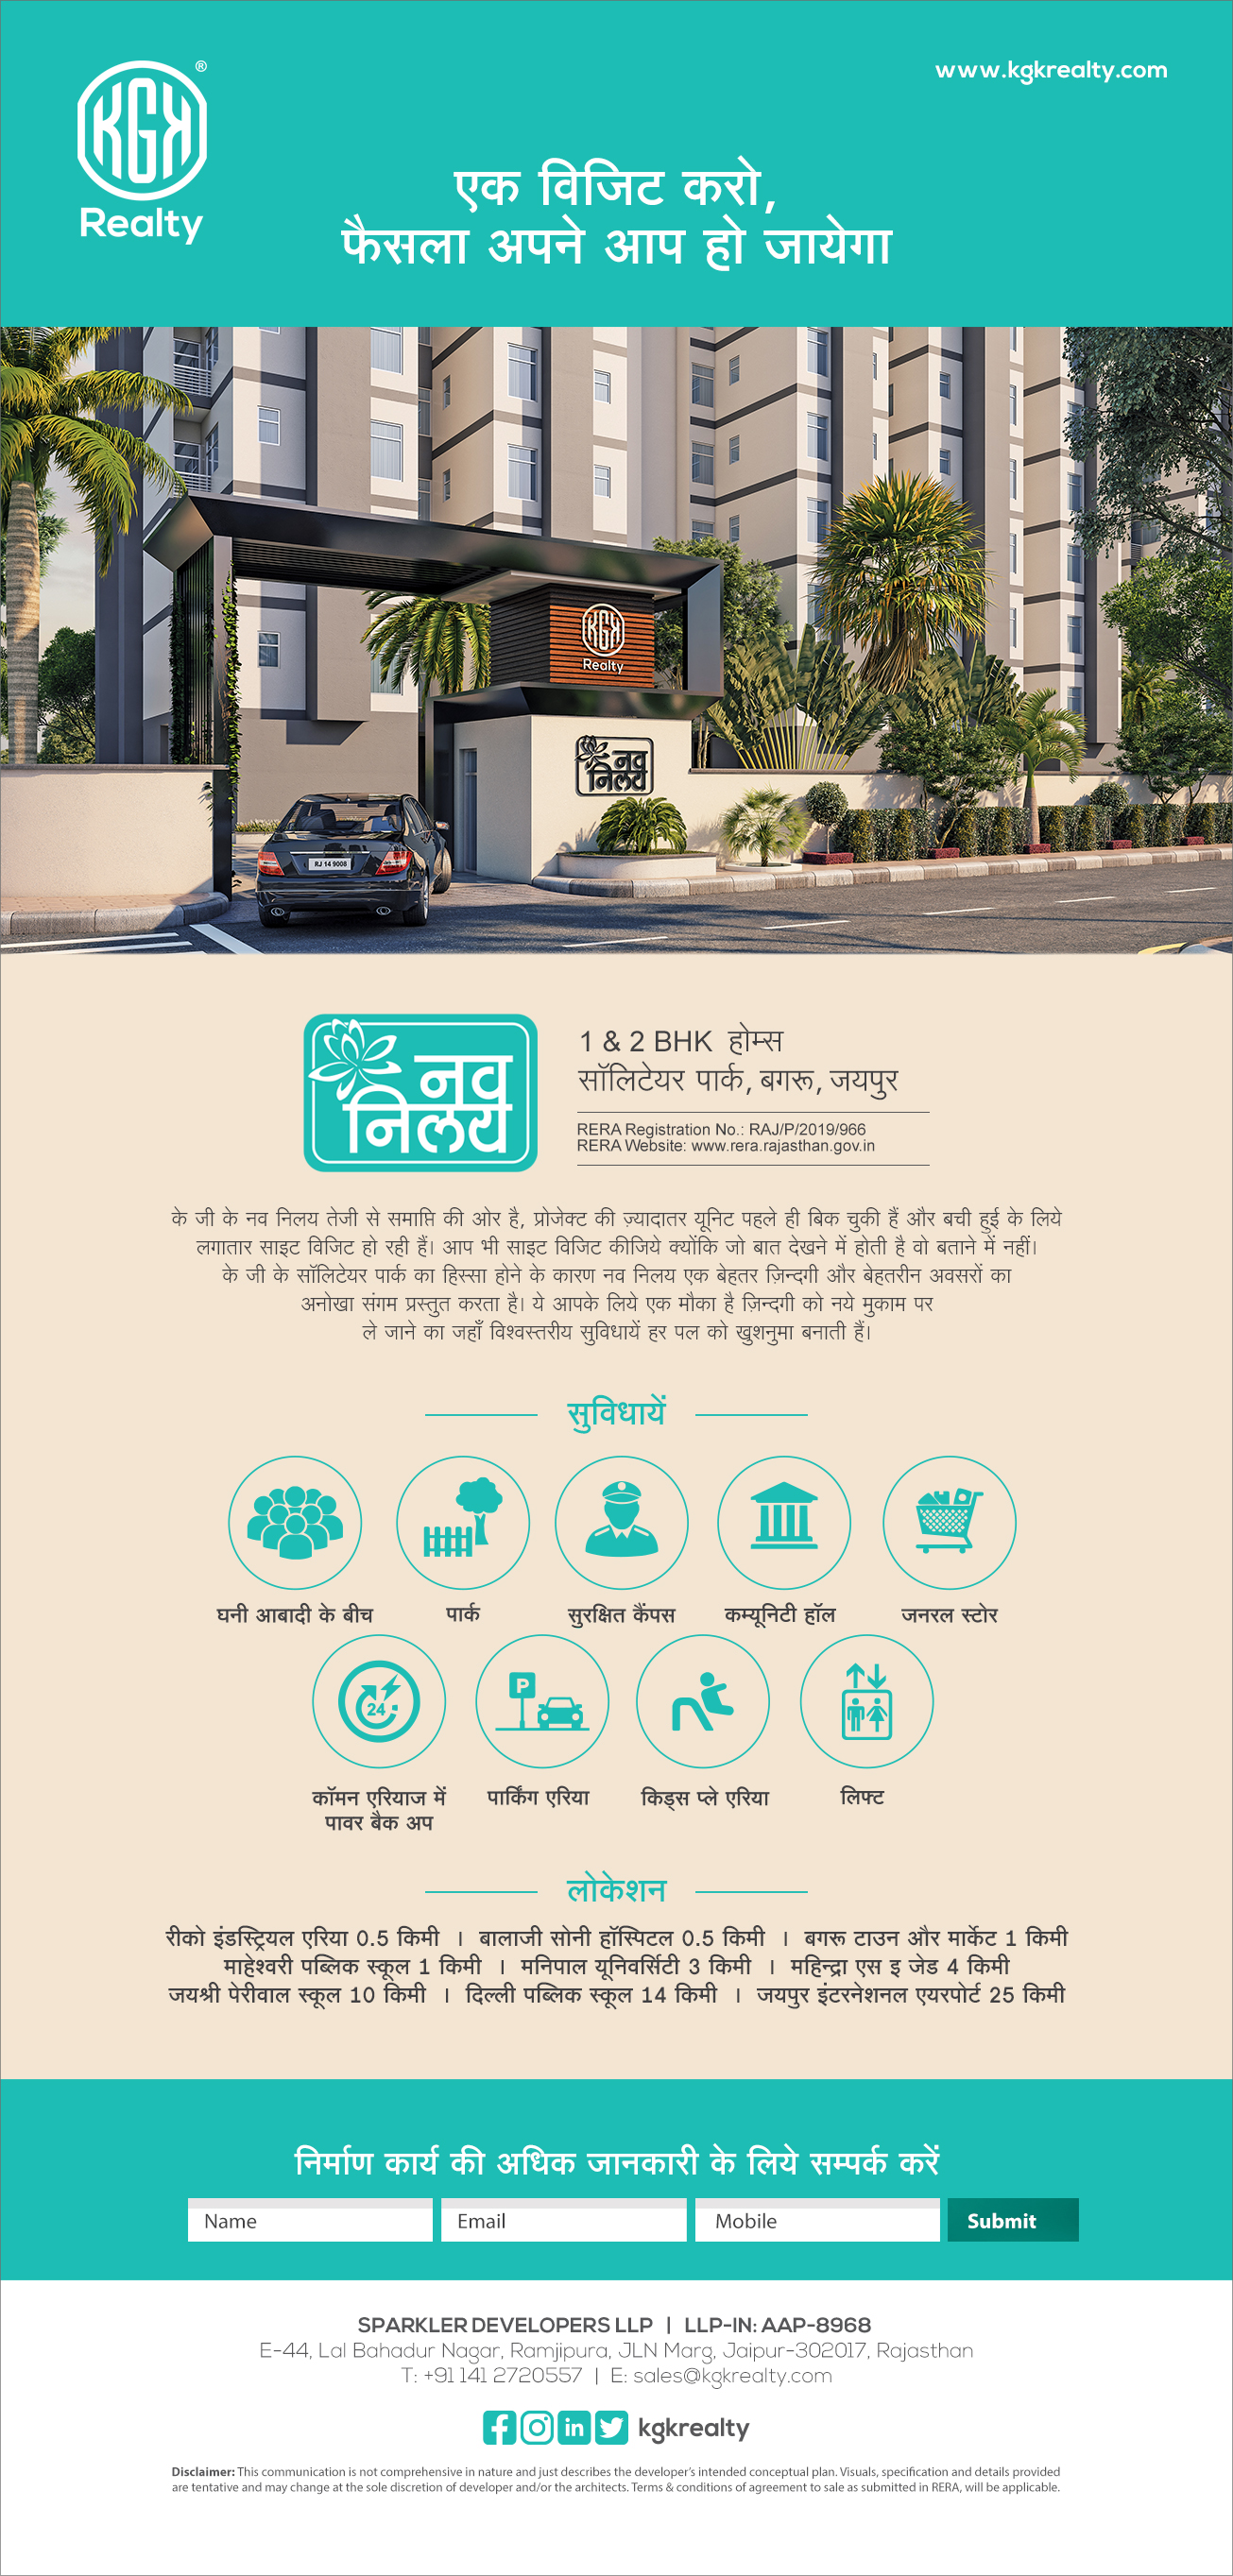 KGK
®
Realty
www.kgkrealty.com
एक विजिट करो,
फैसला अपने आप हो जायेगा
KGK
Realty
नव
निलय
RJ 14 9008
नव
निलय
1 & 2 BHK होम्स
सॉलिटेयर पार्क, बगरू, जयपुर
RERA Registration No.: RAJ/P/2019/966
RERA Website: www.rera.rajasthan.gov.in
के जी के नव निलय तेजी से समाप्ति की ओर है, प्रोजेक्ट की ज़्यादातर यूनिट पहले ही बिक चुकी हैं और बची हुई के लिये
लगातार साइट विजिट हो रही हैं। आप भी साइट विजिट कीजिये क्योंकि जो बात देखने में होती है वो बताने में नहीं।
के जी के सॉलिटेयर पार्क का हिस्सा होने के कारण नव निलय एक बेहतर ज़िन्दगी और बेहतरीन अवसरों का
अनोखा संगम प्रस्तुत करता है। ये आपके लिये एक मौका है ज़िन्दगी को नये मुकाम पर
ले जाने का जहाँ विश्वस्तरीय सुविधायें हर पल को खुशनुमा बनाती हैं।
सुविधायें
घनी आबादी के बीच
पार्क
सुरक्षित कैंपस
कम्यूनिटी हॉल
जनरल स्टोर
24
P
कॉमन एरियाज में
पावर बैक अप
पार्किंग एरिया
किड्स प्ले एरिया
लिफ्ट
लोकेशन
रीको इंडस्ट्रियल एरिया 0.5 किमी । बालाजी सोनी हॉस्पिटल 0.5 किमी । बगरू टाउन और मार्केट 1 किमी
माहेश्वरी पब्लिक स्कूल 1 किमी । मनिपाल यूनिवर्सिटी 3 किमी । महिन्द्रा एस इ जेड 4 किमी
जयश्री पेरीवाल स्कूल 10 किमी । दिल्ली पब्लिक स्कूल 14 किमी । जयपुर इंटरनेशनल एयरपोर्ट 25 किमी
निर्माण कार्य की अधिक जानकारी के लिये सम्पर्क करें
Name Email Mobile Submit
SPARKLER DEVELOPERS LLP | LLP-IN: AAP-8968
E-44, Lal Bahadur Nagar, Ramjipura, JLN Marg, Jaipur-302017, Rajasthan
T: +91 141 2720557 | E: sales@kgkrealty.com
kgkrealty
Disclaimer: This communication is not comprehensive in nature and just describes the developer's intended conceptual plan. Visuals, specification and details provided
are tentative and may change at the sole discretion of developer and/or the architects. Terms & conditions of agreement to sale as submitted in RERA, will be applicable.